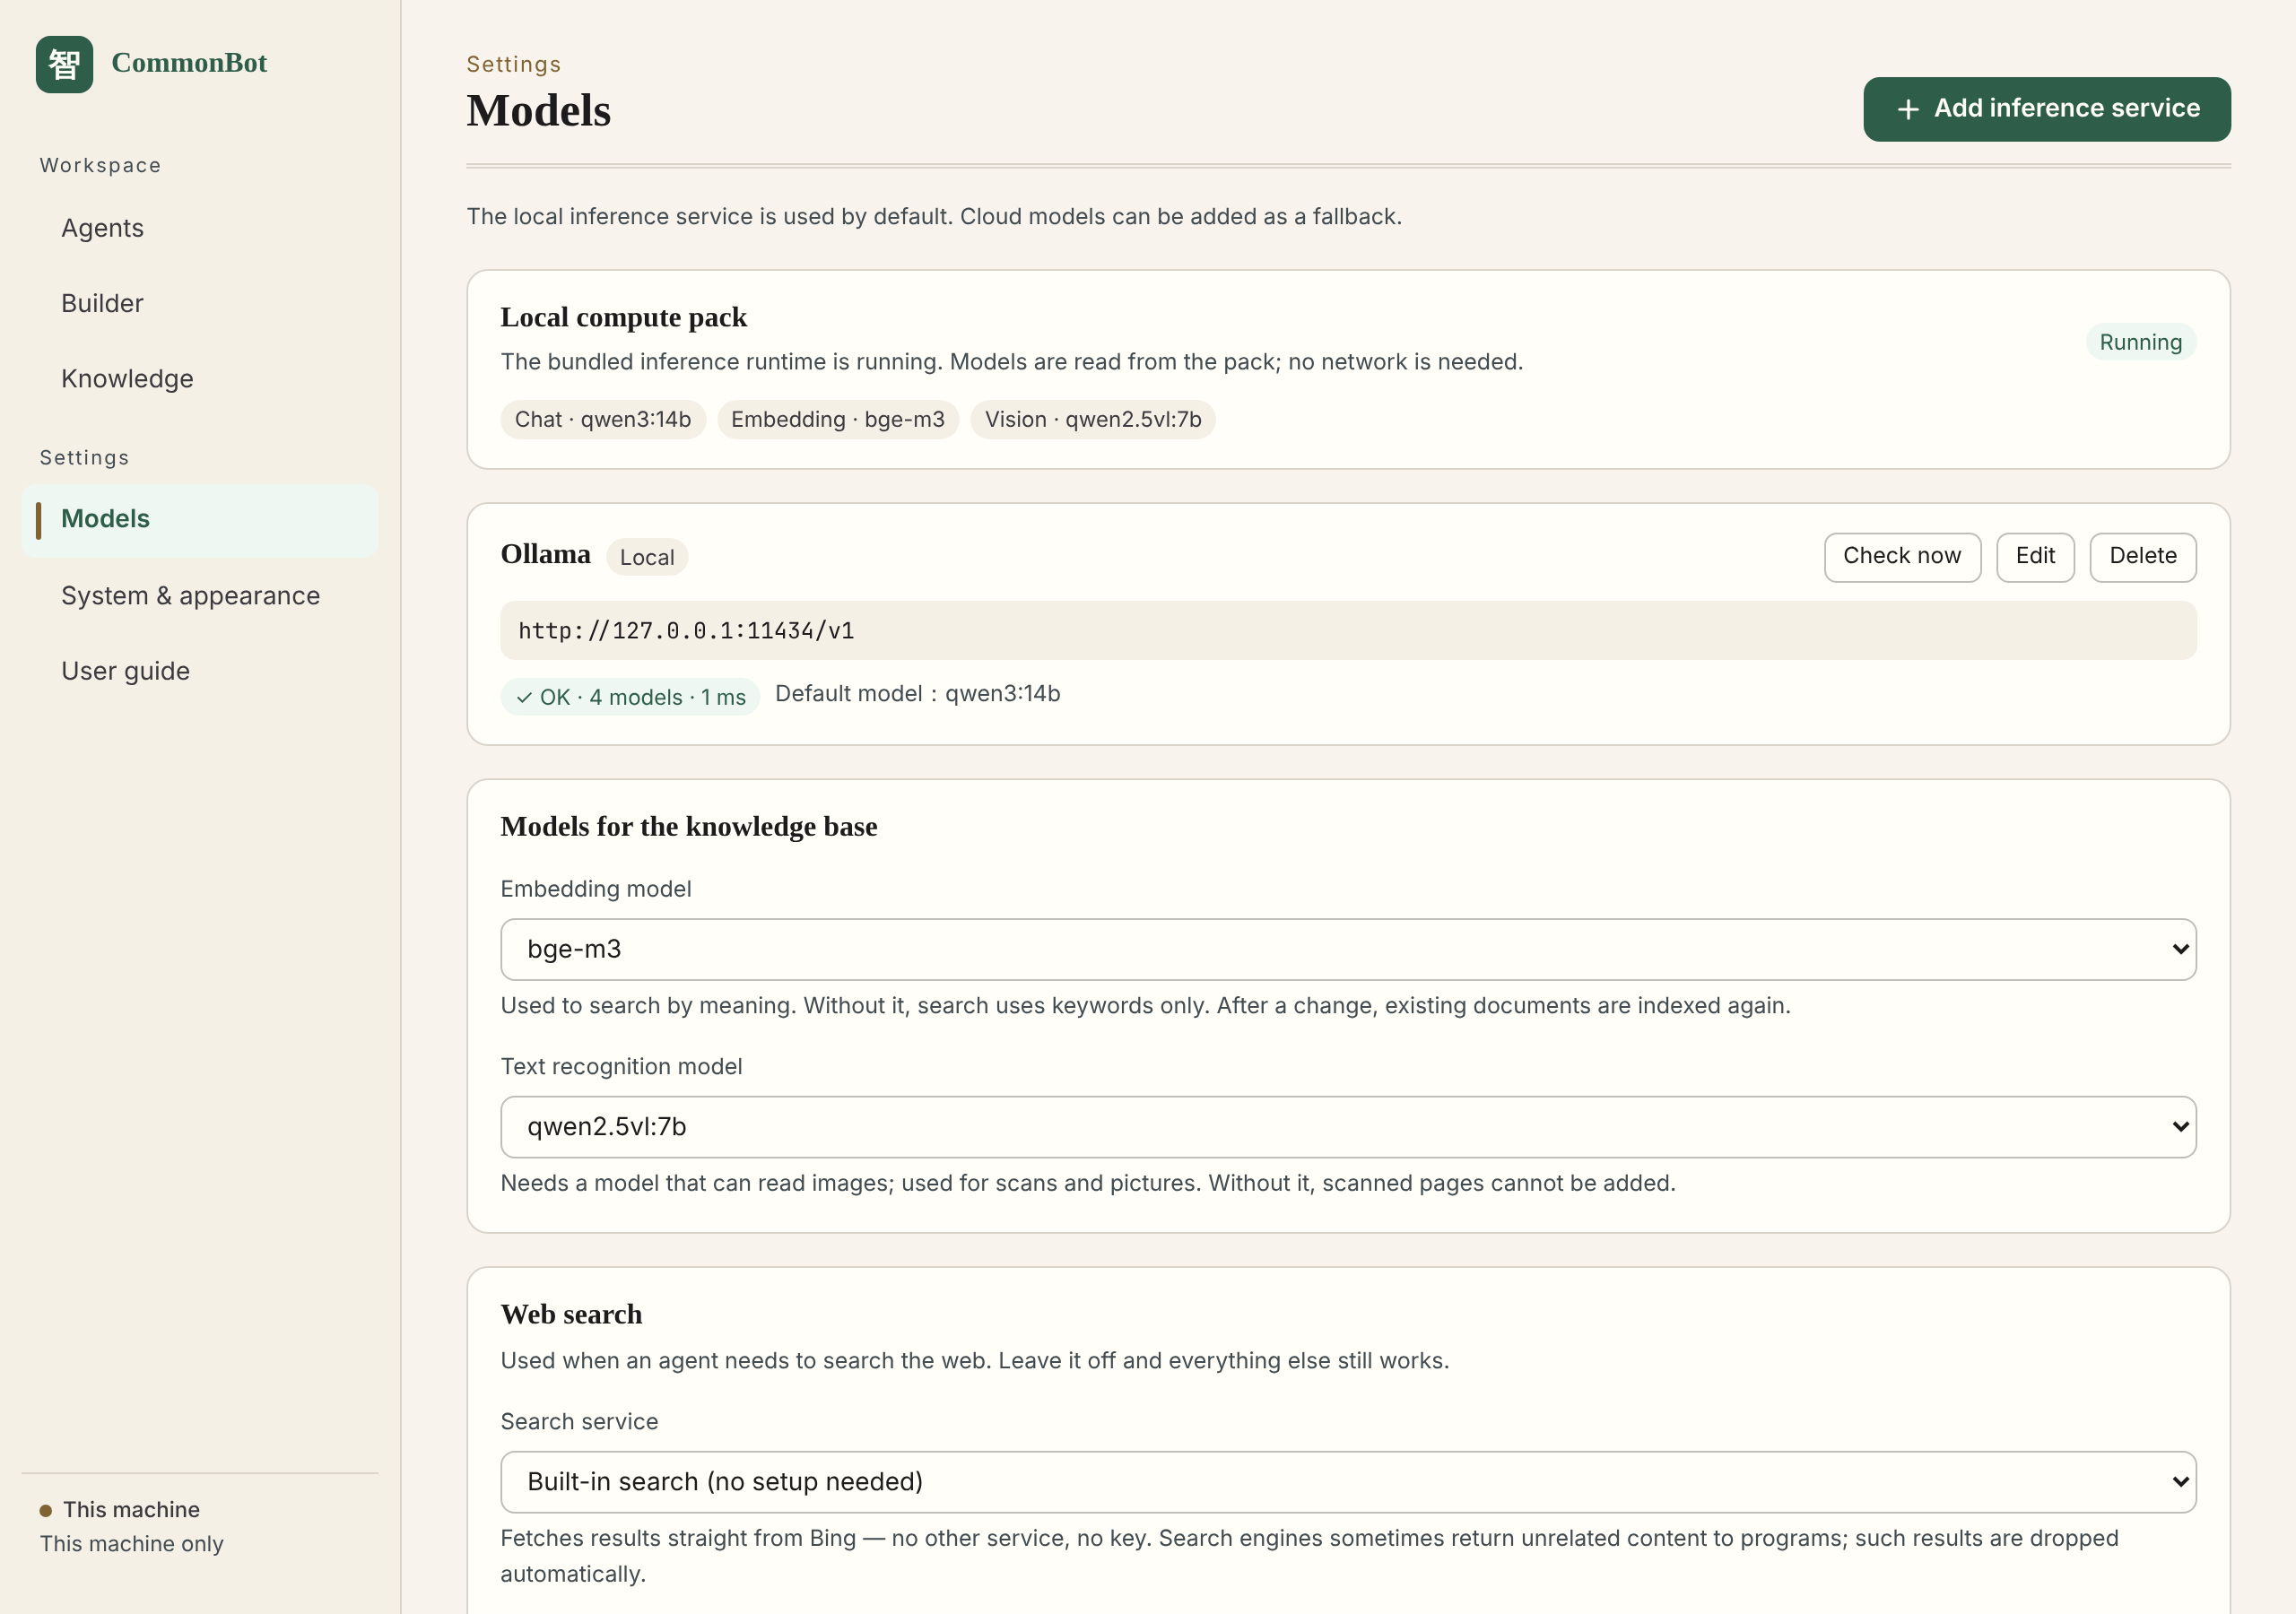 智 CommonBot
Workspace
Agents
Builder
Knowledge
Settings
Models
System & appearance
User guide
This machine
This machine only
Settings
Models
+ Add inference service
The local inference service is used by default. Cloud models can be added as a fallback.
Local compute pack
The bundled inference runtime is running. Models are read from the pack; no network is needed.
Running
Chat · qwen3:14b Embedding · bge-m3 Vision · qwen2.5vl:7b
Ollama Local
Check now Edit Delete
http://127.0.0.1:11434/v1
✓ OK · 4 models · 1 ms Default model : qwen3:14b
Models for the knowledge base
Embedding model
bge-m3
Used to search by meaning. Without it, search uses keywords only. After a change, existing documents are indexed again.
Text recognition model
qwen2.5vl:7b
Needs a model that can read images; used for scans and pictures. Without it, scanned pages cannot be added.
Web search
Used when an agent needs to search the web. Leave it off and everything else still works.
Search service
Built-in search (no setup needed)
Fetches results straight from Bing — no other service, no key. Search engines sometimes return unrelated content to programs; such results are dropped
automatically.